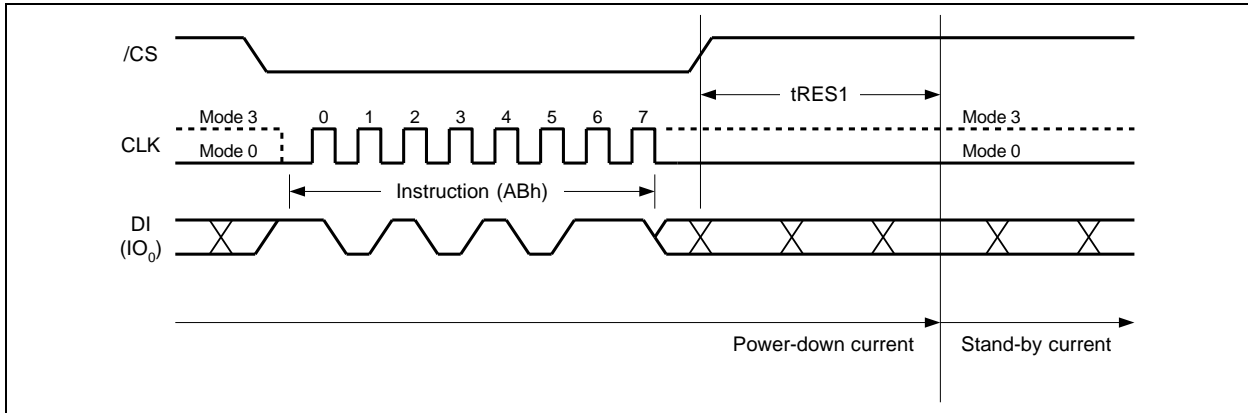 /CS
tRES1
Mode 3 0 1 2 3 4 5 6 7 Mode 3
CLK
Mode 0 Mode 0
Instruction (ABh)
DI
(IO0)
Power-down current Stand-by current